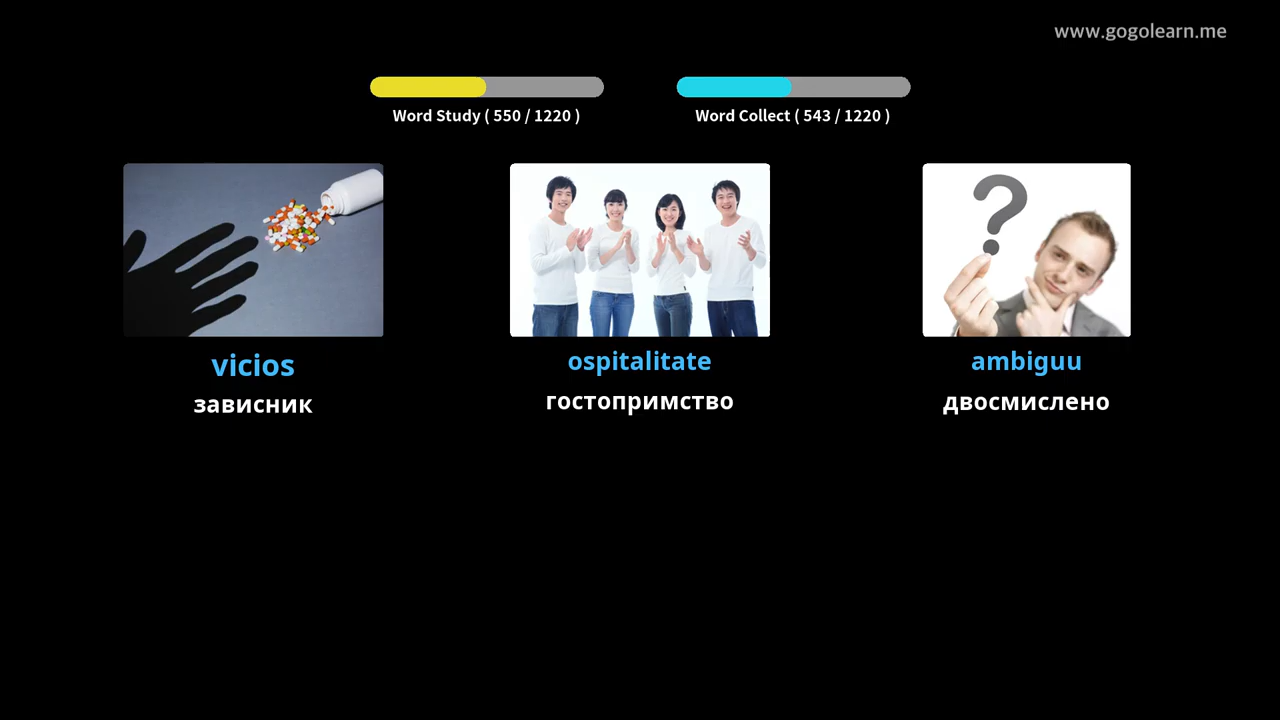 www.gogolearn.me
Word Study ( 550 / 1220 )
Word Collect ( 543 / 1220 )
vicios
зависник
ospitalitate
гостопримство
ambiguu
двосмислено